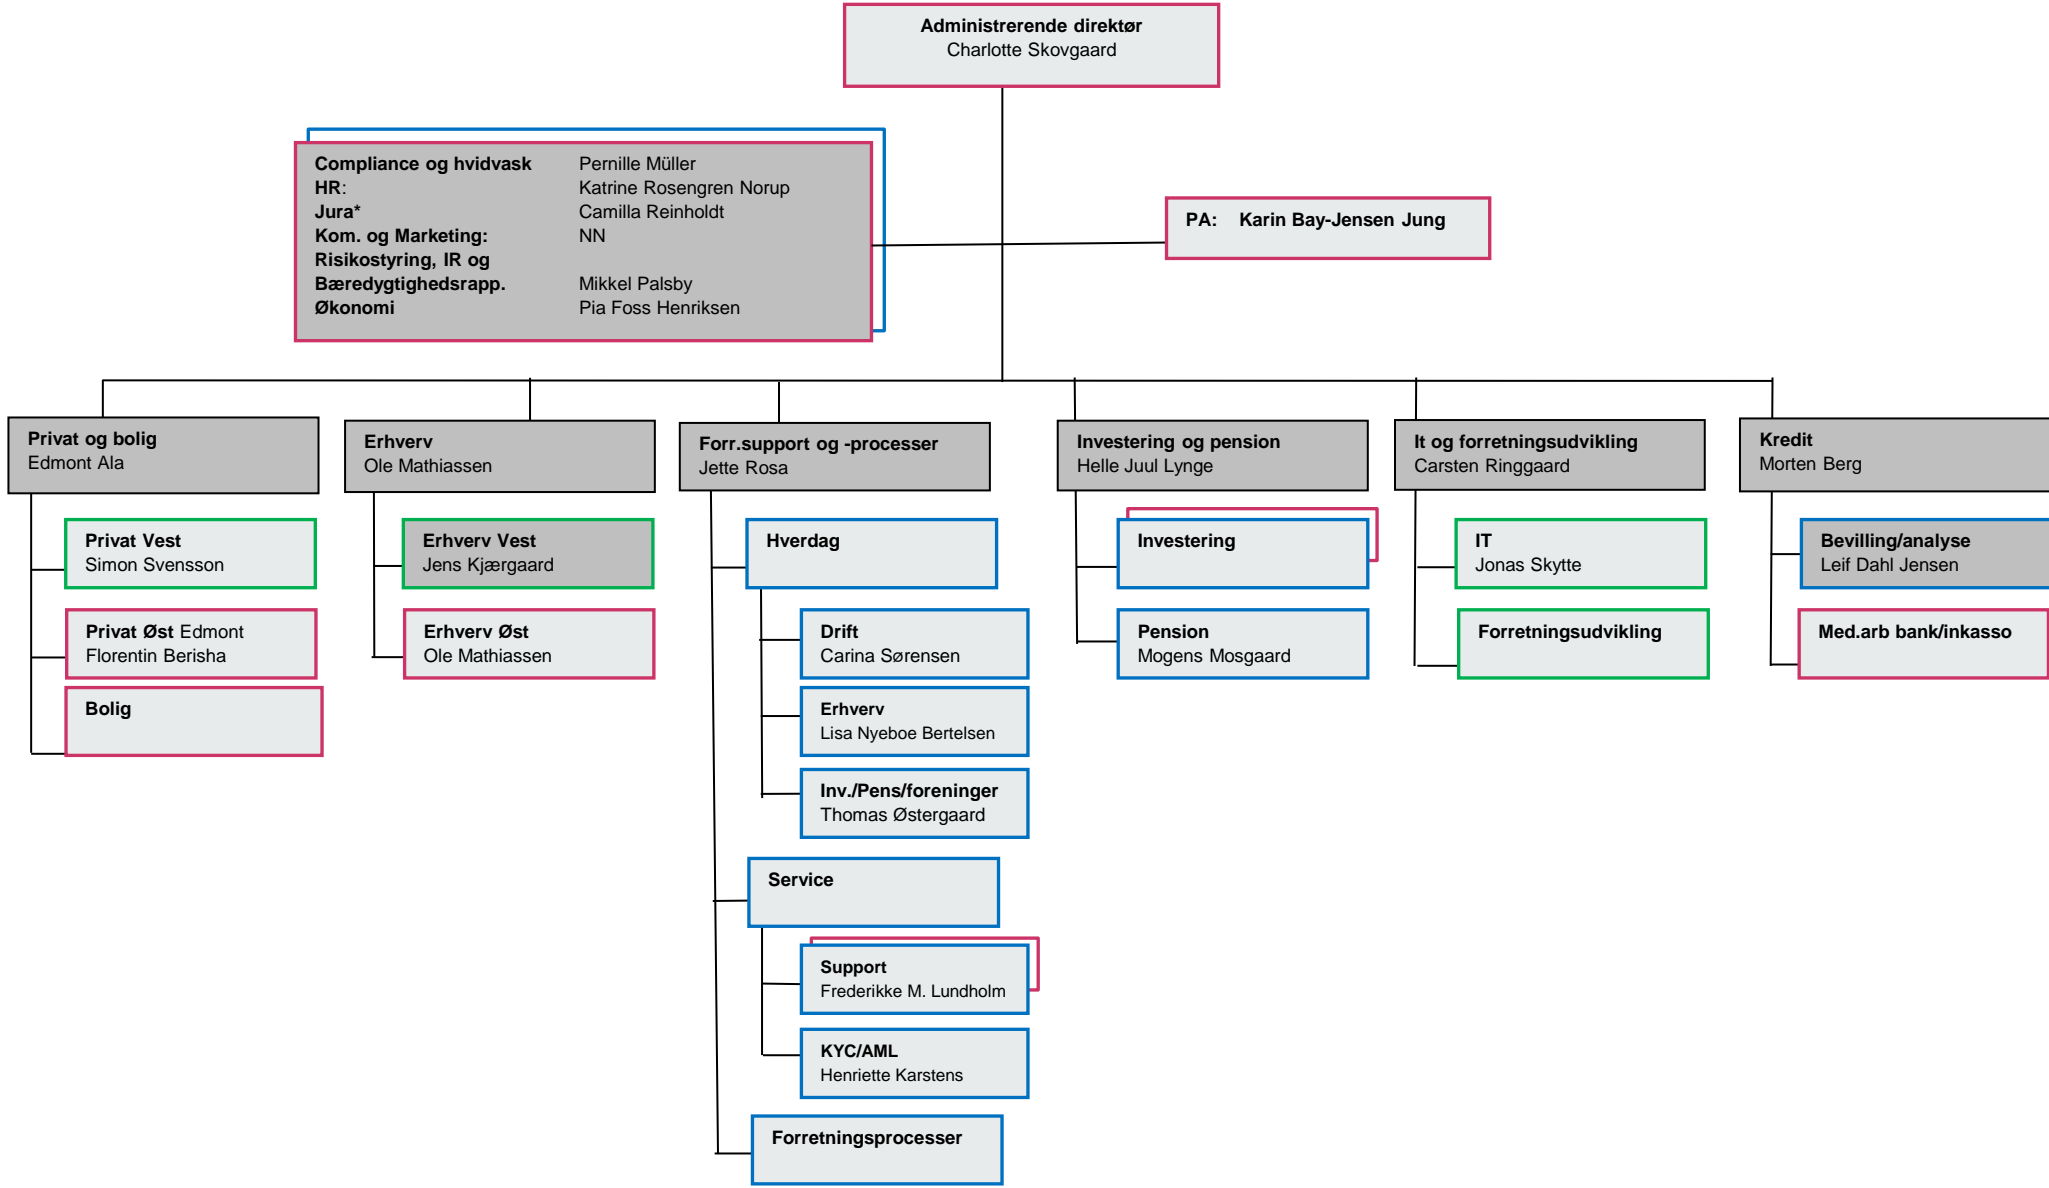 Administrerende direktør
Charlotte Skovgaard
Compliance og hvidvask Pernille Müller
HR: Katrine Rosengren Norup
Jura* Camilla Reinholdt
Kom. og Marketing: NN
Risikostyring, IR og
Bæredygtighedsrapp. Mikkel Palsby
Økonomi Pia Foss Henriksen
PA: Karin Bay-Jensen Jung
Privat og bolig
Edmont Ala
Privat Vest
Simon Svensson
Privat Øst Edmont
Florentin Berisha
Bolig
Erhverv
Ole Mathiassen
Erhverv Vest
Jens Kjærgaard
Erhverv Øst
Ole Mathiassen
Forr.support og -processer
Jette Rosa
Hverdag
Drift
Carina Sørensen
Erhverv
Lisa Nyeboe Bertelsen
Inv./Pens/foreninger
Thomas Østergaard
Service
Support
Frederikke M. Lundholm
KYC/AML
Henriette Karstens
Forretningsprocesser
Investering og pension
Helle Juul Lynge
Investering
Pension
Mogens Mosgaard
It og forretningsudvikling
Carsten Ringgaard
IT
Jonas Skytte
Forretningsudvikling
Kredit
Morten Berg
Bevilling/analyse
Leif Dahl Jensen
Med.arb bank/inkasso